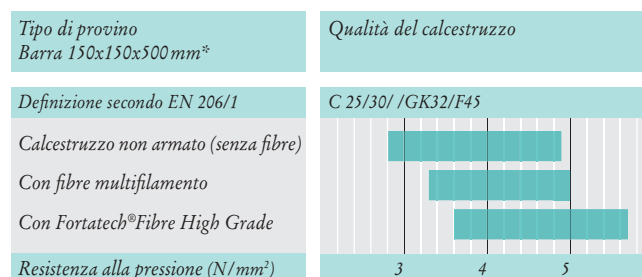 Tipo di provino
Barra 150x150x500 mm*
Qualità del calcestruzzo
Definizione secondo EN 206/1
C 25/30/ /GK32/F45
Calcestruzzo non armato (senza fibre)
Con fibre multifilamento
Con Fortatech®Fibre High Grade
Resistenza alla pressione (N/mm²)
3 4 5